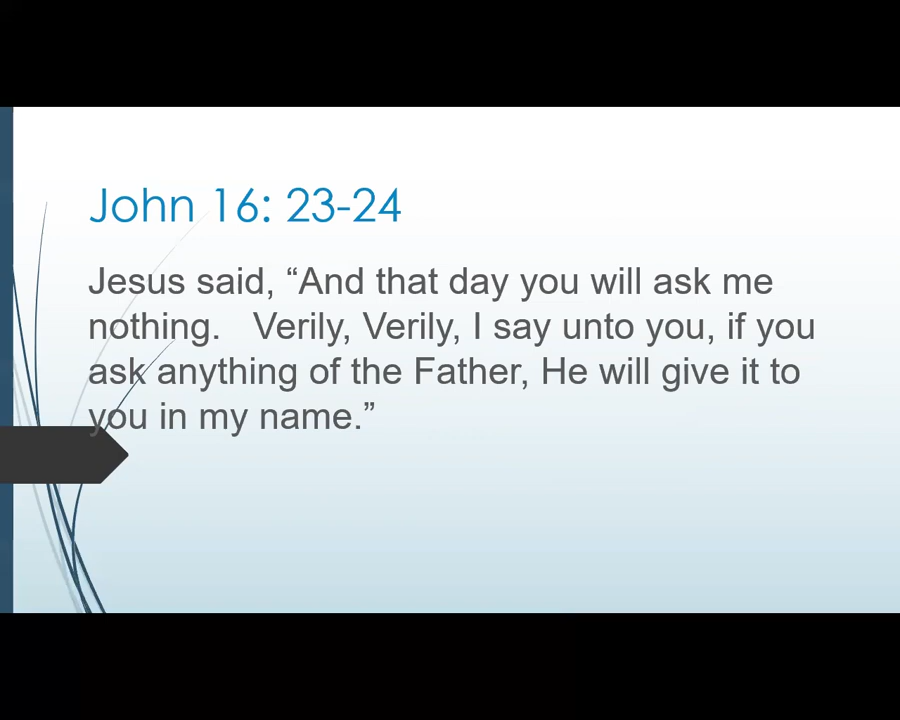 John 16: 23-24
Jesus said, “And that day you will ask me
nothing.   Verily, Verily, I say unto you, if you
ask anything of the Father, He will give it to
you in my name.”